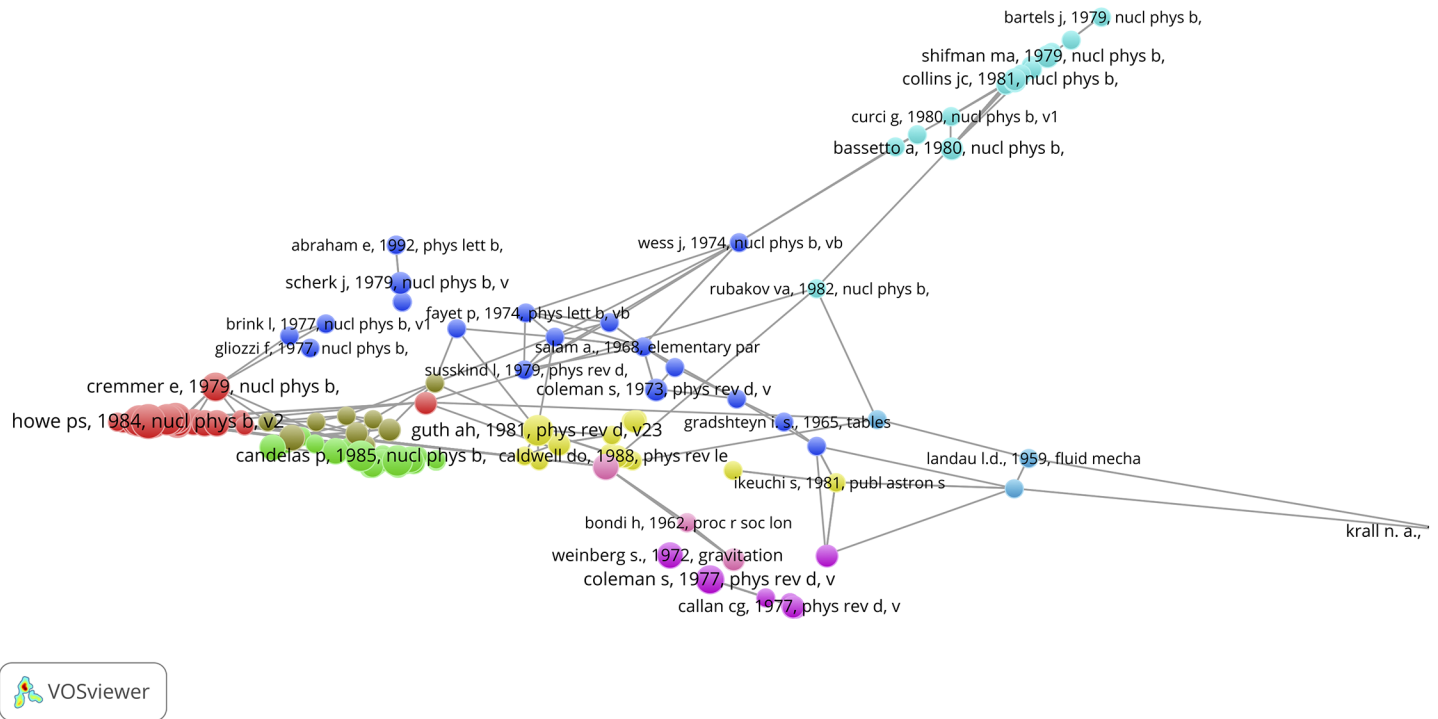 bartels j, 1979, nucl phys b,
shifman ma, 1979, nucl phys b,
collins jc, 1981, nucl phys b,
curci g, 1980, nucl phys b, v1
bassetto a, 1980, nucl phys b,
abraham e, 1992, phys lett b,
wess j, 1974, nucl phys b, vb
scherk j, 1979, nucl phys b, v
rubakov va, 1982, nucl phys b,
fayet p, 1974, phys lett b, vb
brink l, 1977, nucl phys b, v1
gliozzi f, 1977, nucl phys b,
salam a., 1968, elementary par
susskind l, 1979, phys rev d,
cremmer e, 1979, nucl phys b,
coleman s, 1973, phys rev d, v
howe ps, 1984, nucl phys b, v2
gradshteyn i.s., 1965, tables
guth ah, 1981, phys rev d, v23
candelas p, 1985, nucl phys b,
caldwell do, 1988, phys rev le
landau l.d., 1959, fluid mecha
ikeuchi s, 1981, publ astron s
bondi h, 1962, proc r soc lon
krall n. a.,
weinberg s., 1972, gravitation
coleman s, 1977, phys rev d, v
callan cg, 1977, phys rev d, v
VOSviewer